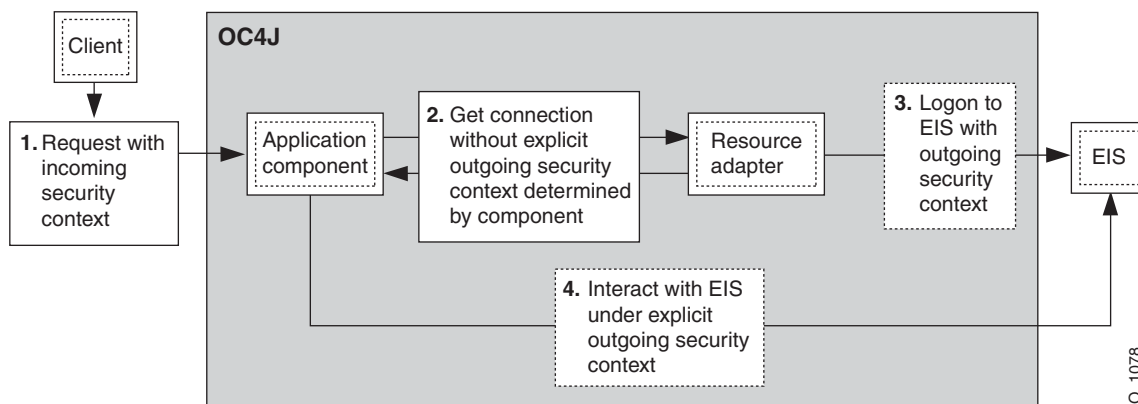 OC4J
Client
1. Request with
incoming
security
context
Application
component
2. Get connection
without explicit
outgoing security
context determined
by component
Resource
adapter
3. Logon to
EIS with
outgoing
security
context
EIS
4. Interact with EIS
under explicit
outgoing security
context
O_1078